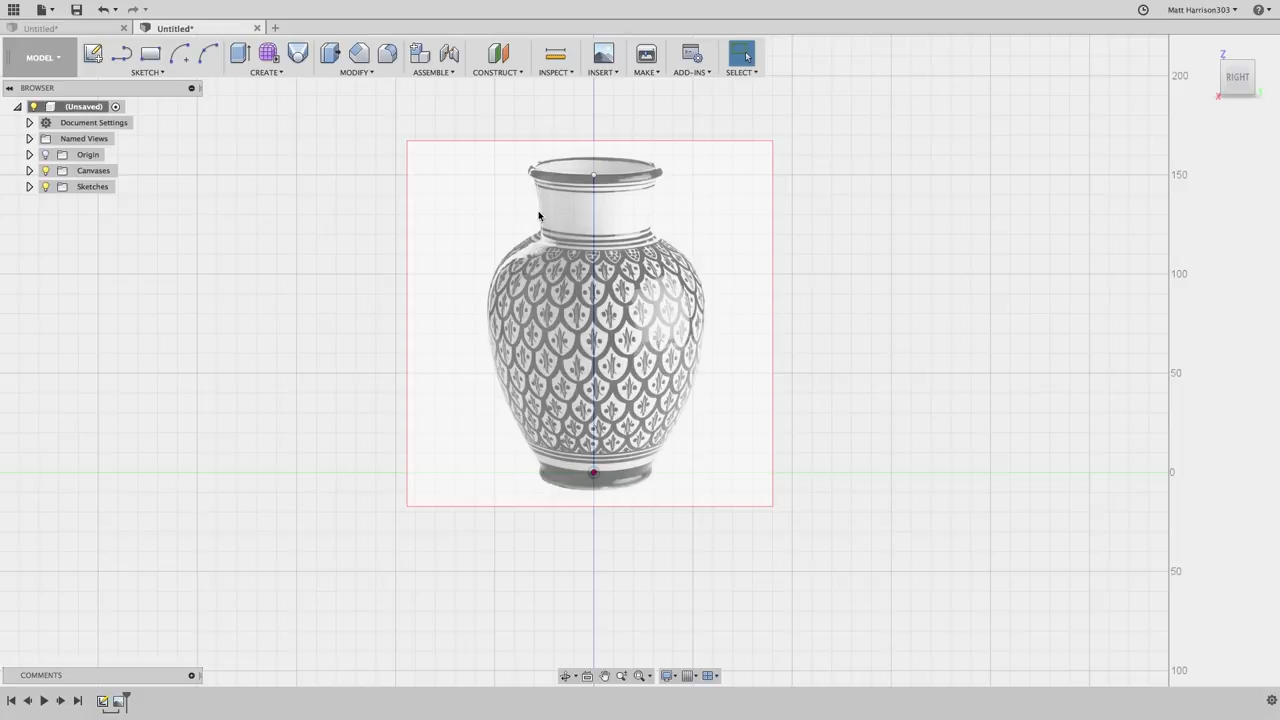 Matt Harrison303
Untitled*
Untitled*
MODEL
SKETCH
CREATE
MODIFY
ASSEMBLE
CONSTRUCT
INSPECT
INSERT
MAKE
ADD-INS
SELECT
BROWSER
(Unsaved)
Document Settings
Named Views
Origin
Canvases
Sketches
Z
RIGHT
X
200
150
100
50
0
50
100
COMMENTS